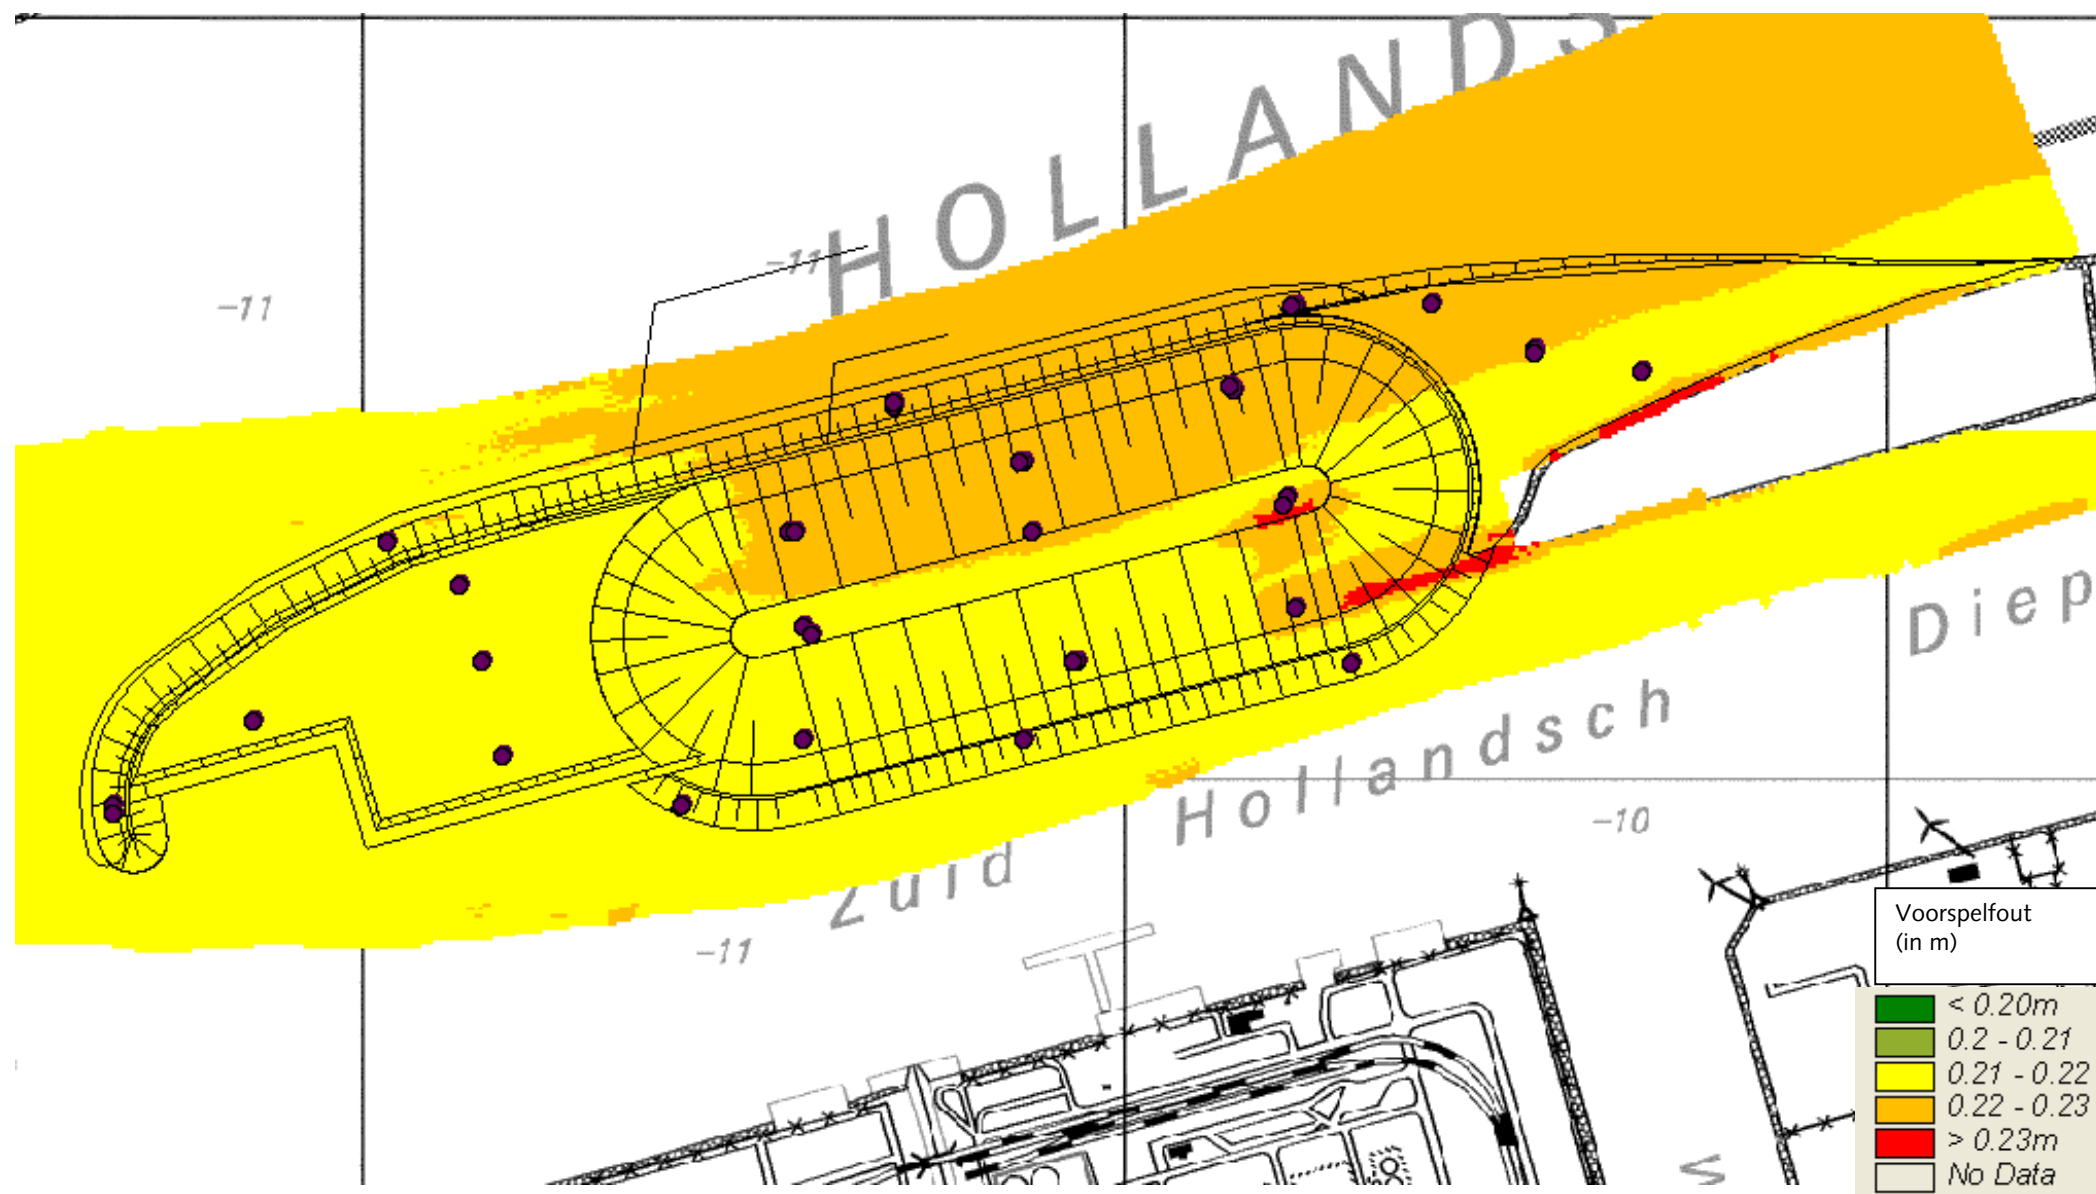 HOLLANDS
-11
-11
Diep
Zuid Hollandsch
-10
-11
Voorspelfout
(in m)
< 0.20m
0.2 - 0.21
0.21 - 0.22
0.22 - 0.23
> 0.23m
No Data